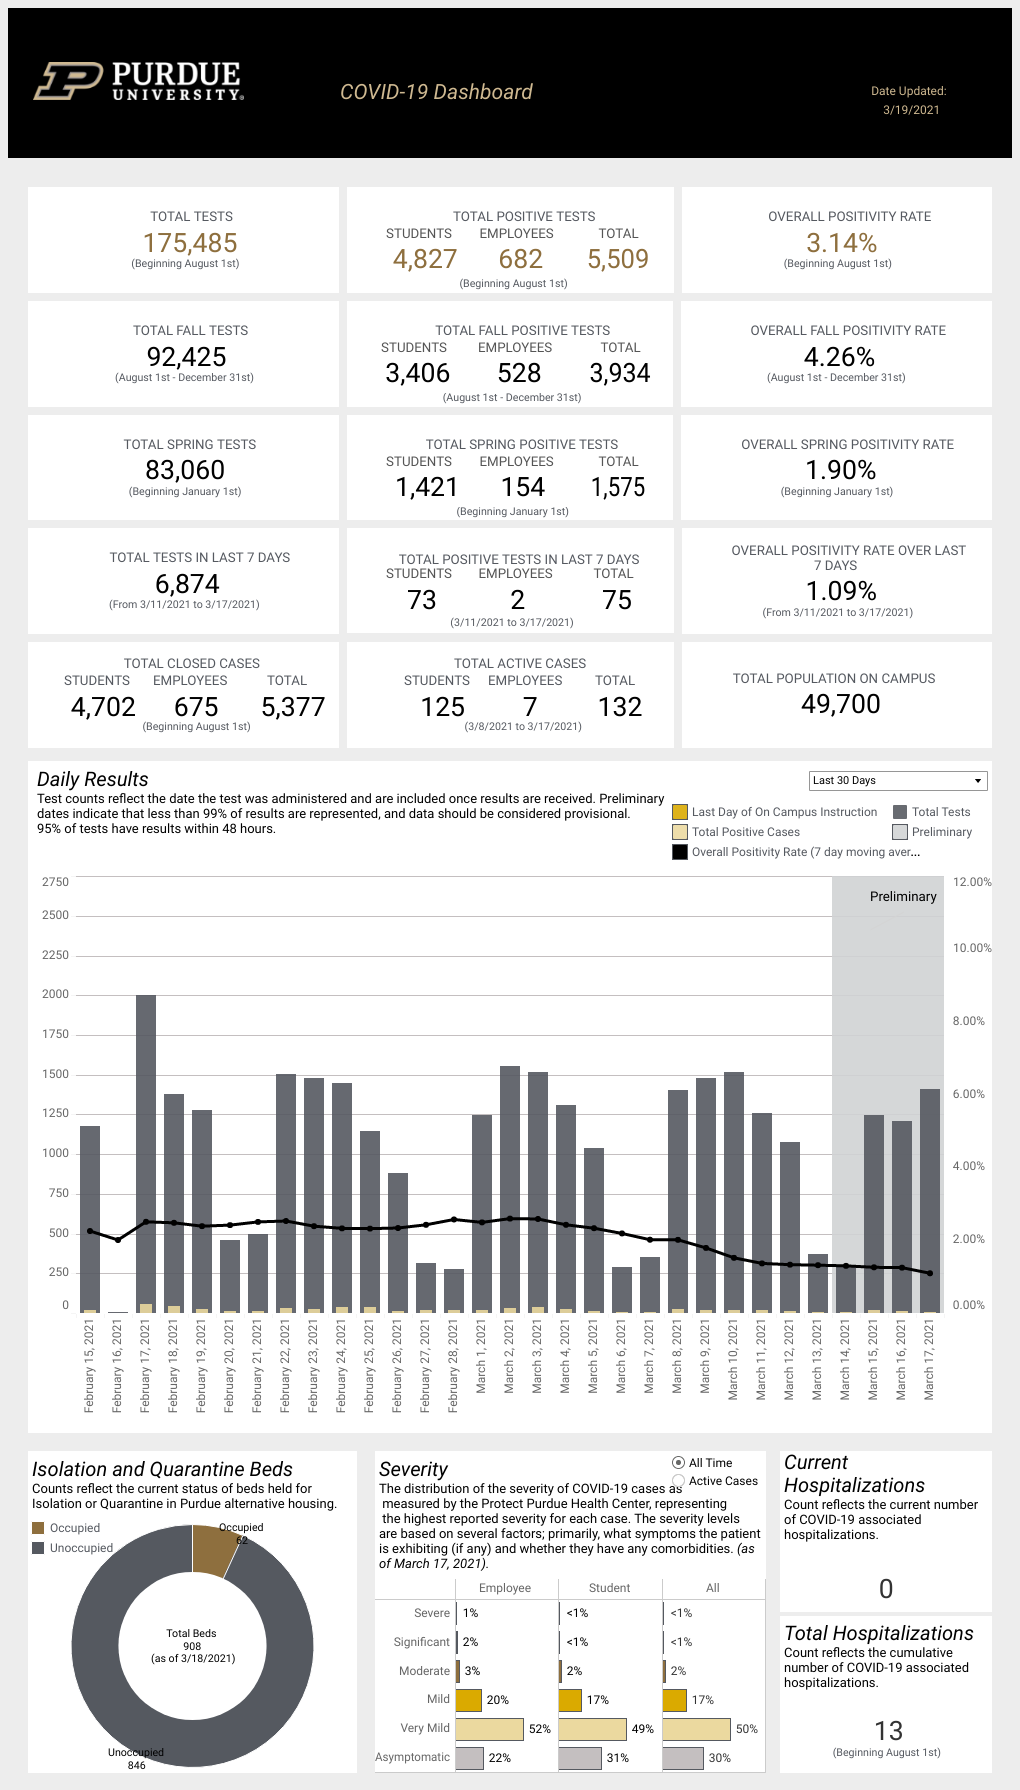 PURDUE
UNIVERSITY®
COVID-19 Dashboard
Date Updated:
3/19/2021
TOTAL TESTS
175,485
(Beginning August 1st)
TOTAL POSITIVE TESTS
STUDENTS EMPLOYEES TOTAL
4,827 682 5,509
(Beginning August 1st)
OVERALL POSITIVITY RATE
3.14%
(Beginning August 1st)
TOTAL FALL TESTS
92,425
(August 1st - December 31st)
TOTAL FALL POSITIVE TESTS
STUDENTS EMPLOYEES TOTAL
3,406 528 3,934
(August 1st - December 31st)
OVERALL FALL POSITIVITY RATE
4.26%
(August 1st - December 31st)
TOTAL SPRING TESTS
83,060
(Beginning January 1st)
TOTAL SPRING POSITIVE TESTS
STUDENTS EMPLOYEES TOTAL
1,421 154 1,575
(Beginning January 1st)
OVERALL SPRING POSITIVITY RATE
1.90%
(Beginning January 1st)
TOTAL TESTS IN LAST 7 DAYS
6,874
(From 3/11/2021 to 3/17/2021)
TOTAL POSITIVE TESTS IN LAST 7 DAYS
STUDENTS EMPLOYEES TOTAL
73 2 75
(3/11/2021 to 3/17/2021)
OVERALL POSITIVITY RATE OVER LAST
7 DAYS
1.09%
(From 3/11/2021 to 3/17/2021)
TOTAL CLOSED CASES
STUDENTS EMPLOYEES TOTAL
4,702 675 5,377
(Beginning August 1st)
TOTAL ACTIVE CASES
STUDENTS EMPLOYEES TOTAL
125 7 132
(3/8/2021 to 3/17/2021)
TOTAL POPULATION ON CAMPUS
49,700
Daily Results
Test counts reflect the date the test was administered and are included once results are received. Preliminary
dates indicate that less than 99% of results are represented, and data should be considered provisional.
95% of tests have results within 48 hours.
Last 30 Days
Last Day of On Campus Instruction
Total Tests
Total Positive Cases
Preliminary
Overall Positivity Rate (7 day moving aver...
2750
2500
2250
2000
1750
1500
1250
1000
750
500
250
0
Preliminary
12.00%
10.00%
8.00%
6.00%
4.00%
2.00%
0.00%
February 15, 2021
February 16, 2021
February 17, 2021
February 18, 2021
February 19, 2021
February 20, 2021
February 21, 2021
February 22, 2021
February 23, 2021
February 24, 2021
February 25, 2021
February 26, 2021
February 27, 2021
February 28, 2021
March 1, 2021
March 2, 2021
March 3, 2021
March 4, 2021
March 5, 2021
March 6, 2021
March 7, 2021
March 8, 2021
March 9, 2021
March 10, 2021
March 11, 2021
March 12, 2021
March 13, 2021
March 14, 2021
March 15, 2021
March 16, 2021
March 17, 2021
Isolation and Quarantine Beds
Counts reflect the current status of beds held for
Isolation or Quarantine in Purdue alternative housing.
Occupied
Unoccupied
Occupied
62
Total Beds
908
(as of 3/18/2021)
Unoccupied
846
Severity
All Time
Active Cases
The distribution of the severity of COVID-19 cases as
measured by the Protect Purdue Health Center, representing
the highest reported severity for each case. The severity levels
are based on several factors; primarily, what symptoms the patient
is exhibiting (if any) and whether they have any comorbidities. (as
of March 17, 2021).
Employee Student All
Severe 1% <1% <1%
Significant 2% <1% <1%
Moderate 3% 2% 2%
Mild 20% 17% 17%
Very Mild 52% 49% 50%
Asymptomatic 22% 31% 30%
Current
Hospitalizations
Count reflects the current number
of COVID-19 associated
hospitalizations.
0
Total Hospitalizations
Count reflects the cumulative
number of COVID-19 associated
hospitalizations.
13
(Beginning August 1st)